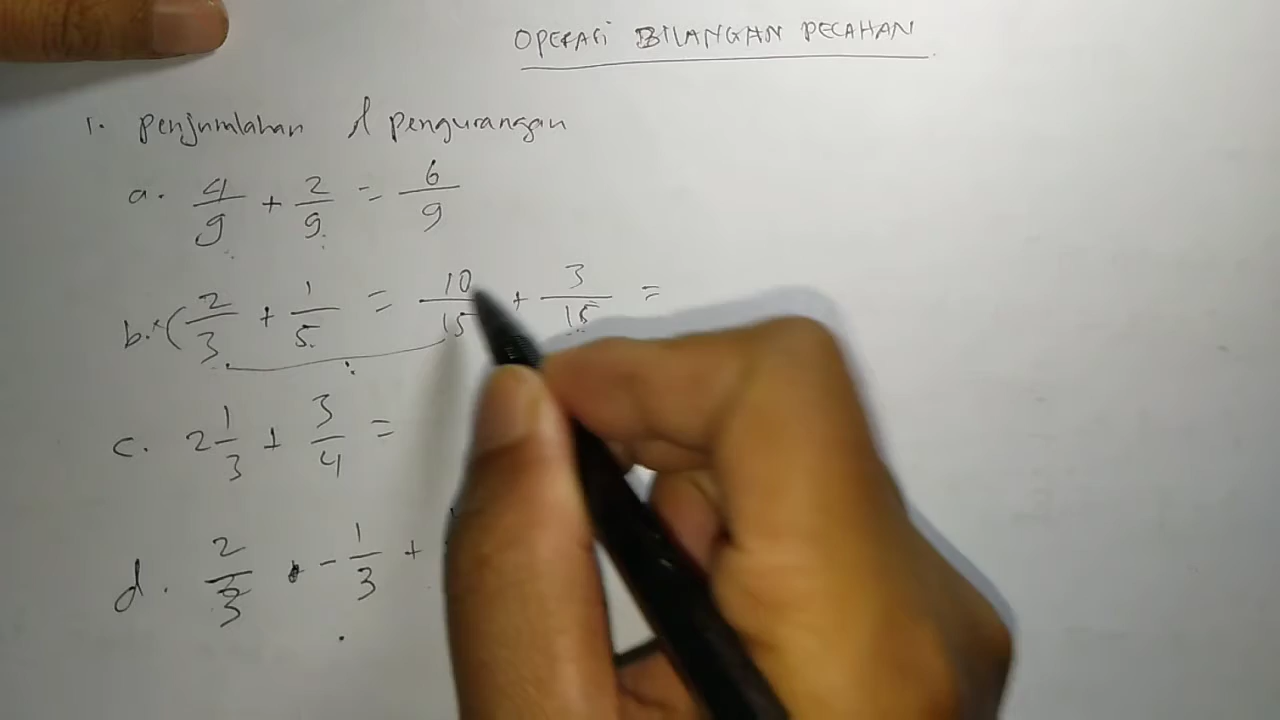 OPERASI BILANGAN PECAHAN
1. Penjumlahan & pengurangan
a. 4/9 + 2/9 = 6/9
b. 2/3 + 1/5 = 10/15 + 3/15 =
c. 2 1/3 + 3/4 =
d. 2/3 - 1/3 +